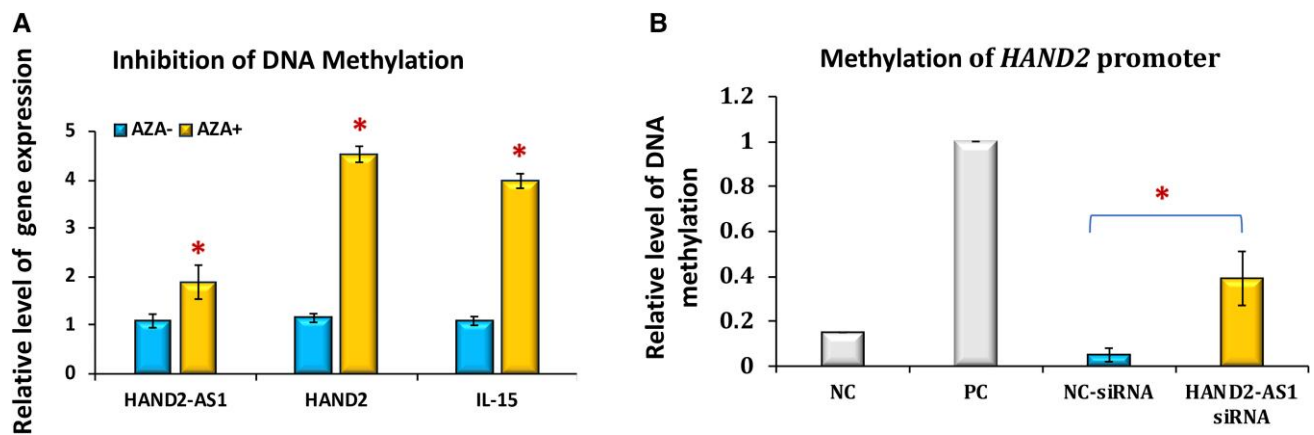 A
Inhibition of DNA Methylation
Relative level of gene expression
AZA- AZA+
5
4
3
2
1
0
*
*
*
HAND2-AS1 HAND2 IL-15
B
Methylation of HAND2 promoter
Relative level of DNA
methylation
1.2
1
0.8
0.6
0.4
0.2
0
*
NC PC NC-siRNA HAND2-AS1
siRNA